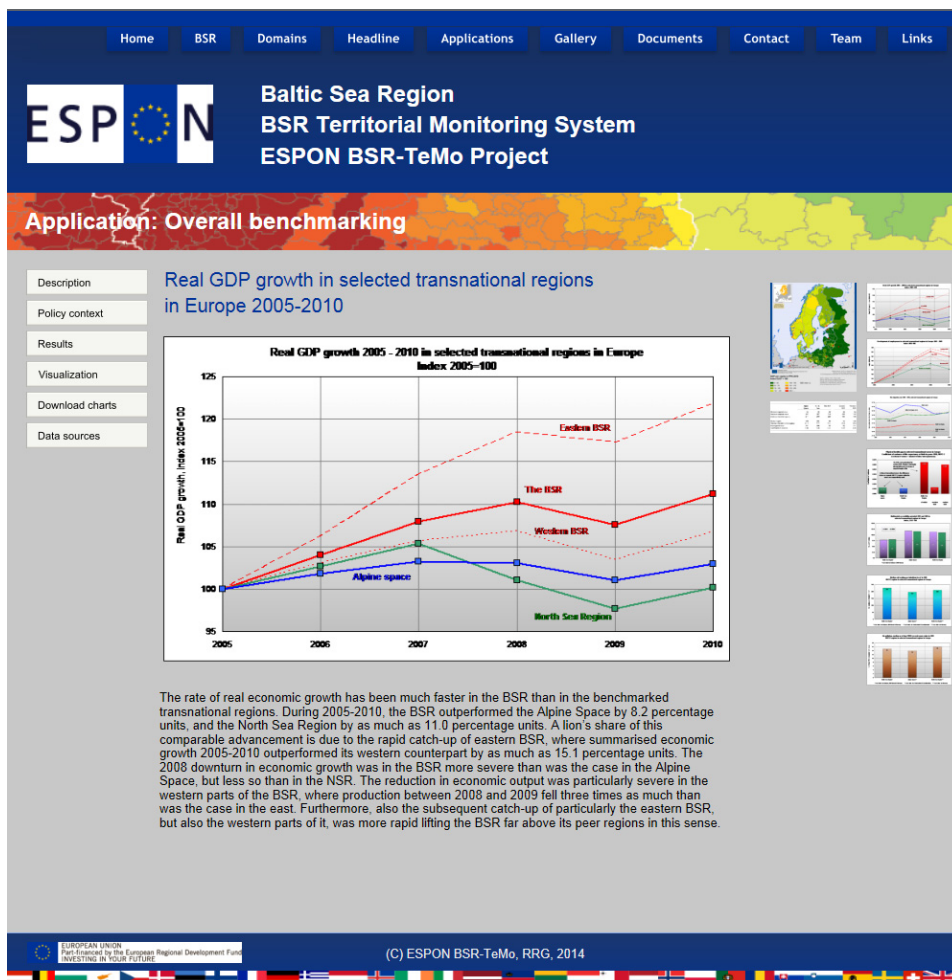 Home BSR Domains Headline Applications Gallery Documents Contact Team Links
ESPON
Baltic Sea Region
BSR Territorial Monitoring System
ESPON BSR-TeMo Project
Application: Overall benchmarking
Description
Policy context
Results
Visualization
Download charts
Data sources
Real GDP growth in selected transnational regions
in Europe 2005-2010
Real GDP growth 2005 - 2010 in selected transnational regions in Europe
Index 2005=100
Real GDP growth, Index 2005=100
125
120
115
110
105
100
95
Eastern BSR
The BSR
Western BSR
Alpine space
North Sea Region
2005 2006 2007 2008 2009 2010
The rate of real economic growth has been much faster in the BSR than in the benchmarked
transnational regions. During 2005-2010, the BSR outperformed the Alpine Space by 8.2 percentage
units, and the North Sea Region by as much as 11.0 percentage units. A lion's share of this
comparable advancement is due to the rapid catch-up of eastern BSR, where summarised economic
growth 2005-2010 outperformed its western counterpart by as much as 15.1 percentage units. The
2008 downturn in economic growth was in the BSR more severe than was the case in the Alpine
Space, but less so than in the NSR. The reduction in economic output was particularly severe in the
western parts of the BSR, where production between 2008 and 2009 fell three times as much than
was the case in the east. Furthermore, also the subsequent catch-up of particularly the eastern BSR,
but also the western parts of it, was more rapid lifting the BSR far above its peer regions in this sense.
EUROPEAN UNION
Part-financed by the European Regional Development Fund
INVESTING IN YOUR FUTURE
(C) ESPON BSR-TeMo, RRG, 2014